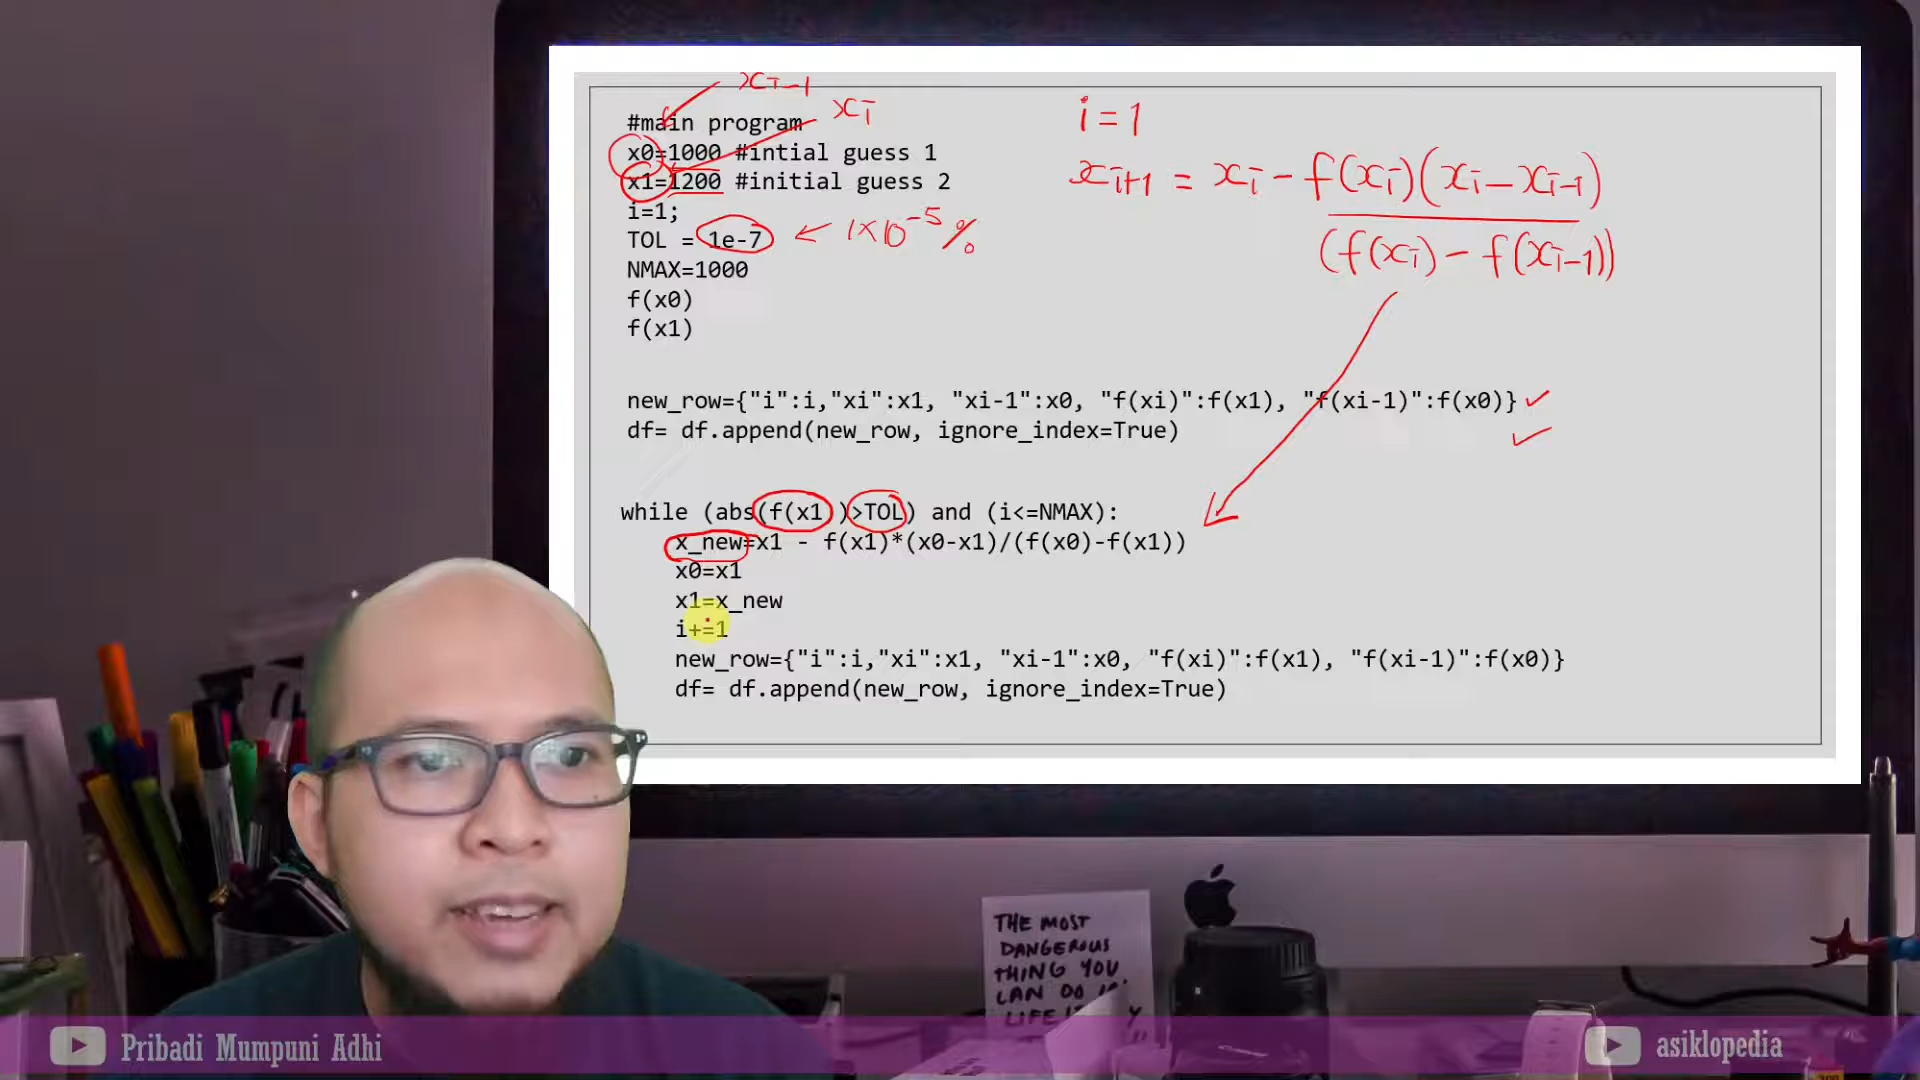 xi-1
xi
#main program
x0=1000 #intial guess 1
x1=1200 #initial guess 2
i=1;
TOL = 1e-7 ← 1x10^-5 %
NMAX=1000
f(x0)
f(x1)
i = 1
xi+1 = xi - f(xi)(xi - xi-1)
(f(xi) - f(xi-1))
new_row={"i":i,"xi":x1, "xi-1":x0, "f(xi)":f(x1), "f(xi-1)":f(x0)}
df= df.append(new_row, ignore_index=True)
while (abs(f(x1 ))>TOL) and (i<=NMAX):
x_new=x1 - f(x1)*(x0-x1)/(f(x0)-f(x1))
x0=x1
x1=x_new
i+=1
new_row={"i":i,"xi":x1, "xi-1":x0, "f(xi)":f(x1), "f(xi-1)":f(x0)}
df= df.append(new_row, ignore_index=True)
THE MOST
DANGEROUS
THING YOU
CAN DO
LIFE
Pribadi Mumpuni Adhi
asiklopedia